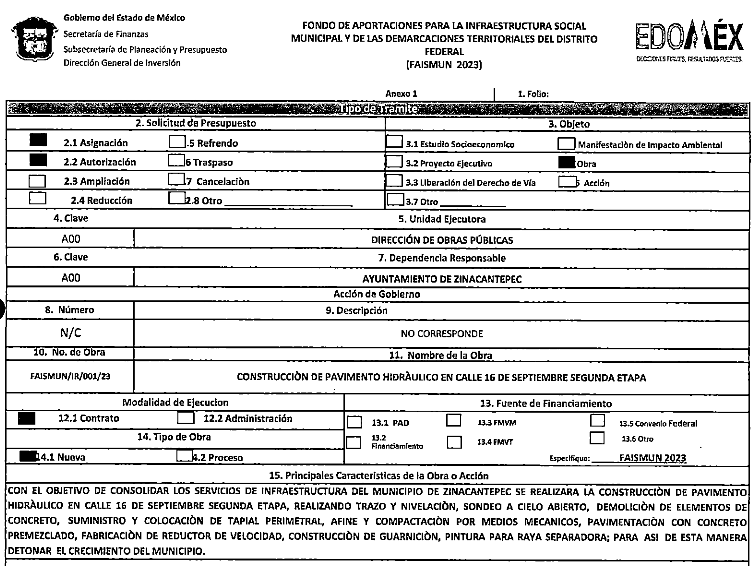 Gobierno del Estado de México
Secretaría de Finanzas
Subsecretaría de Planeación y Presupuesto
Dirección General de Inversión
FONDO DE APORTACIONES PARA LA INFRAESTRUCTURA SOCIAL
MUNICIPAL Y DE LAS DEMARCACIONES TERRITORIALES DEL DISTRITO
FEDERAL
(FAISMUN 2023)
EDOMÉX
DECISIONES FIRMES, RESULTADOS FUERTES.
Anexo 1 1. Folio:
Tipo de Tramite
2. Solicitud de Presupuesto 3. Objeto
2.1 Asignación .5 Refrendo 3.1 Estudio Socioeconomico Manifestación de Impacto Ambiental
2.2 Autorización 6 Traspaso 3.2 Proyecto Ejecutivo Obra
2.3 Ampliación .7 Cancelaciòn 3.3 Liberación del Derecho de Vía 5 Acción
2.4 Reducción 2.8 Otro 3.7 Otro
4. Clave 5. Unidad Ejecutora
A00 DIRECCIÓN DE OBRAS PÚBLICAS
6. Clave 7. Dependencia Responsable
A00 AYUNTAMIENTO DE ZINACANTEPEC
Acción de Gobierno
8. Número 9. Descripción
N/C NO CORRESPONDE
10. No. de Obra 11. Nombre de la Obra
FAISMUN/IR/001/23 CONSTRUCCIÒN DE PAVIMENTO HIDRÀULICO EN CALLE 16 DE SEPTIEMBRE SEGUNDA ETAPA
Modalidad de Ejecucion 13. Fuente de Financiamiento
12.1 Contrato 12.2 Administración 13.1 PAD 13.3 FMVM 13.5 Convenio Federal
14. Tipo de Obra 13.2 Financiamiento 13.4 FMVT 13.6 Otro
14.1 Nueva 4.2 Proceso Especifique: FAISMUN 2023
15. Principales Características de la Obra o Acción
CON EL OBJETIVO DE CONSOLIDAR LOS SERVICIOS DE INFRAESTRUCTURA DEL MUNICIPIO DE ZINACANTEPEC SE REALIZARA LA CONSTRUCCIÒN DE PAVIMENTO
HIDRÀULICO EN CALLE 16 DE SEPTIEMBRE SEGUNDA ETAPA, REALIZANDO TRAZO Y NIVELACIÒN, SONDEO A CIELO ABIERTO, DEMOLICIÓN DE ELEMENTOS DE
CONCRETO, SUMINISTRO Y COLOCACIÓN DE TAPIAL PERIMETRAL, AFINE Y COMPACTACIÓN POR MEDIOS MECANICOS, PAVIMENTACIÒN CON CONCRETO
PREMEZCLADO, FABRICACIÓN DE REDUCTOR DE VELOCIDAD, CONSTRUCCIÓN DE GUARNICIÓN, PINTURA PARA RAYA SEPARADORA; PARA ASI DE ESTA MANERA
DETONAR EL CRECIMIENTO DEL MUNICIPIO.